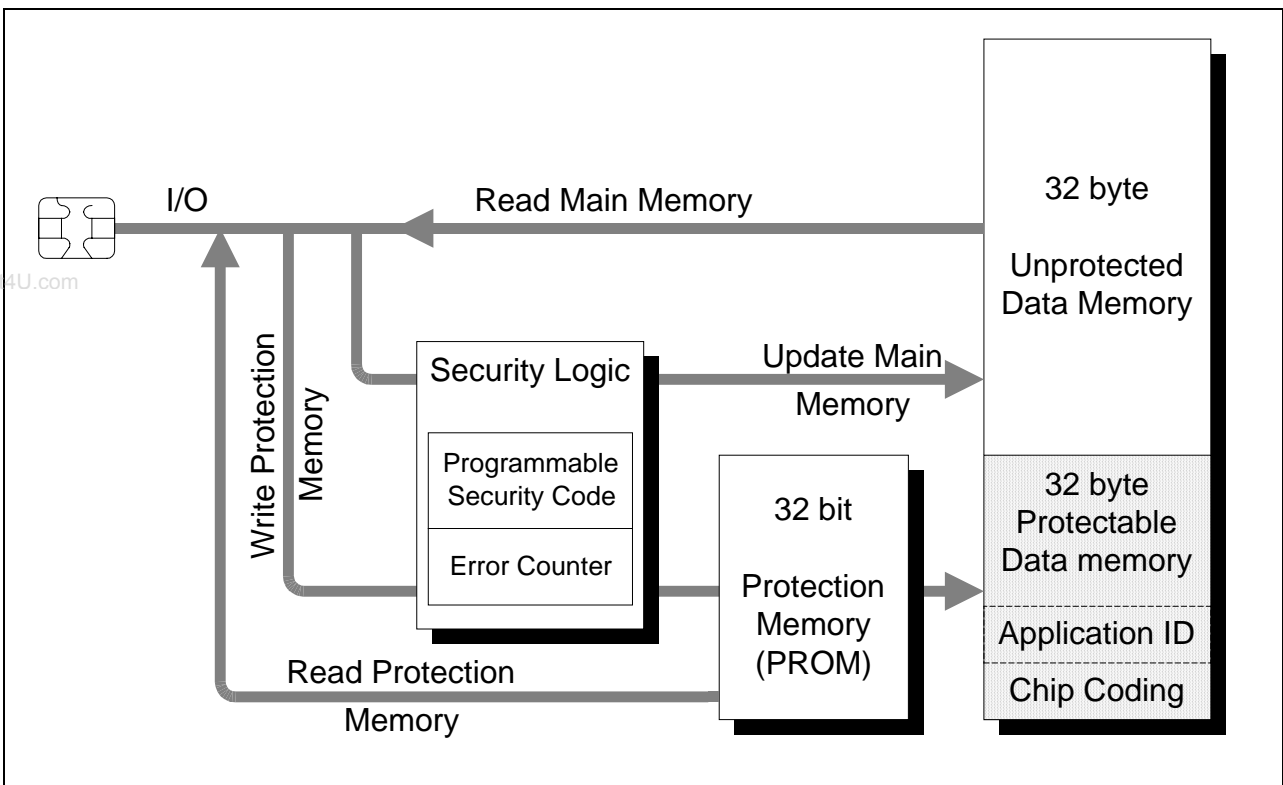 I/O
Read Main Memory
32 byte
Unprotected
Data Memory
t4U.com
Write Protection
Memory
Security Logic
Programmable
Security Code
Error Counter
Update Main
Memory
32 bit
Protection
Memory
(PROM)
32 byte
Protectable
Data memory
Application ID
Chip Coding
Read Protection
Memory